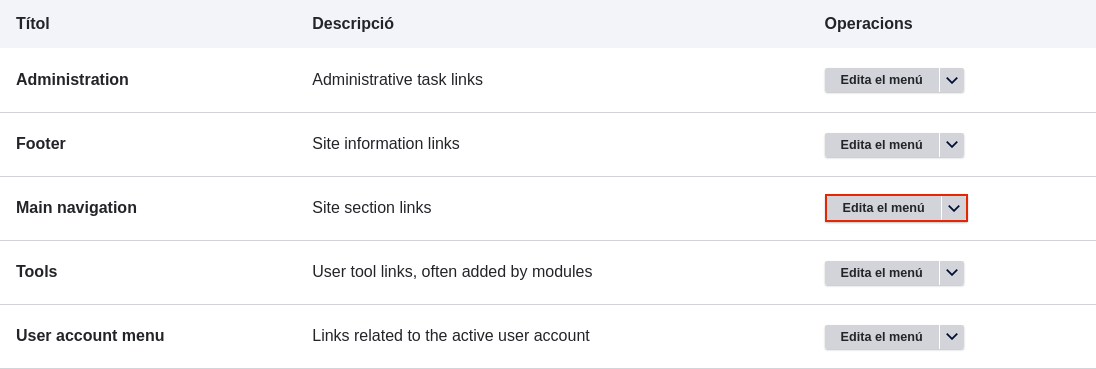 Títol Descripció Operacions
Administration Administrative task links Edita el menú
Footer Site information links Edita el menú
Main navigation Site section links Edita el menú
Tools User tool links, often added by modules Edita el menú
User account menu Links related to the active user account Edita el menú